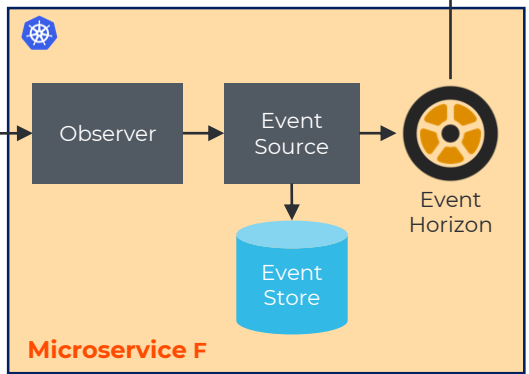 Observer
Event
Source
Event
Horizon
Event
Store
Microservice F